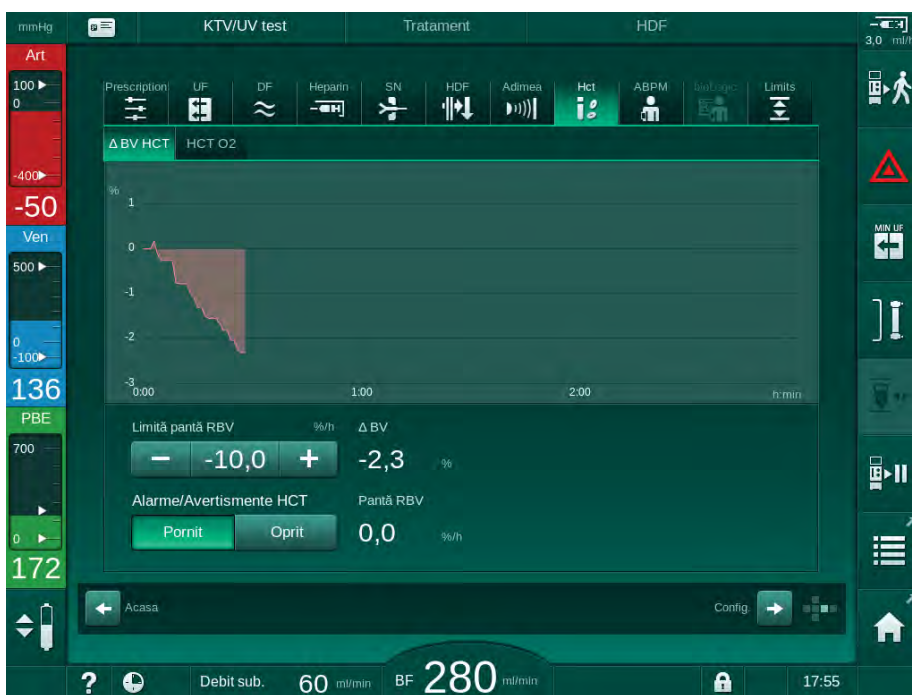 mmHg KTV/UV test Tratament HDF 3,0 ml/h
Art
100
0
-400
-50
Ven
500
0
-100
136
PBE
700
0
172
Prescription UF DF Heparin SN HDF Adimea Hct ABPM bioLogic Limits
Δ BV HCT HCT O2
%
1
0
-1
-2
-3
0:00 1:00 2:00 h:min
Limită pantă RBV %/h Δ BV
− -10,0 + -2,3 %
Alarme/Avertismente HCT Pantă RBV
Pornit Oprit 0,0 %/h
Acasa Config.
MIN UF
? Debit sub. 60 ml/min BF 280 ml/min 17:55